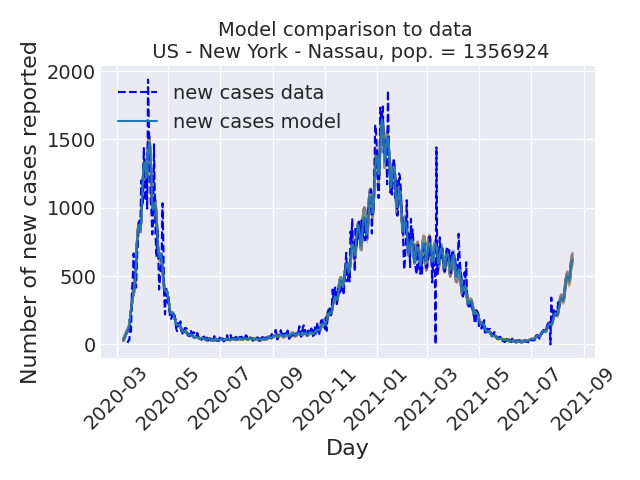 Model comparison to data
US - New York - Nassau, pop. = 1356924
Number of new cases reported
2000
1500
1000
500
0
new cases data
new cases model
2020-03
2020-05
2020-07
2020-09
2020-11
2021-01
2021-03
2021-05
2021-07
2021-09
Day